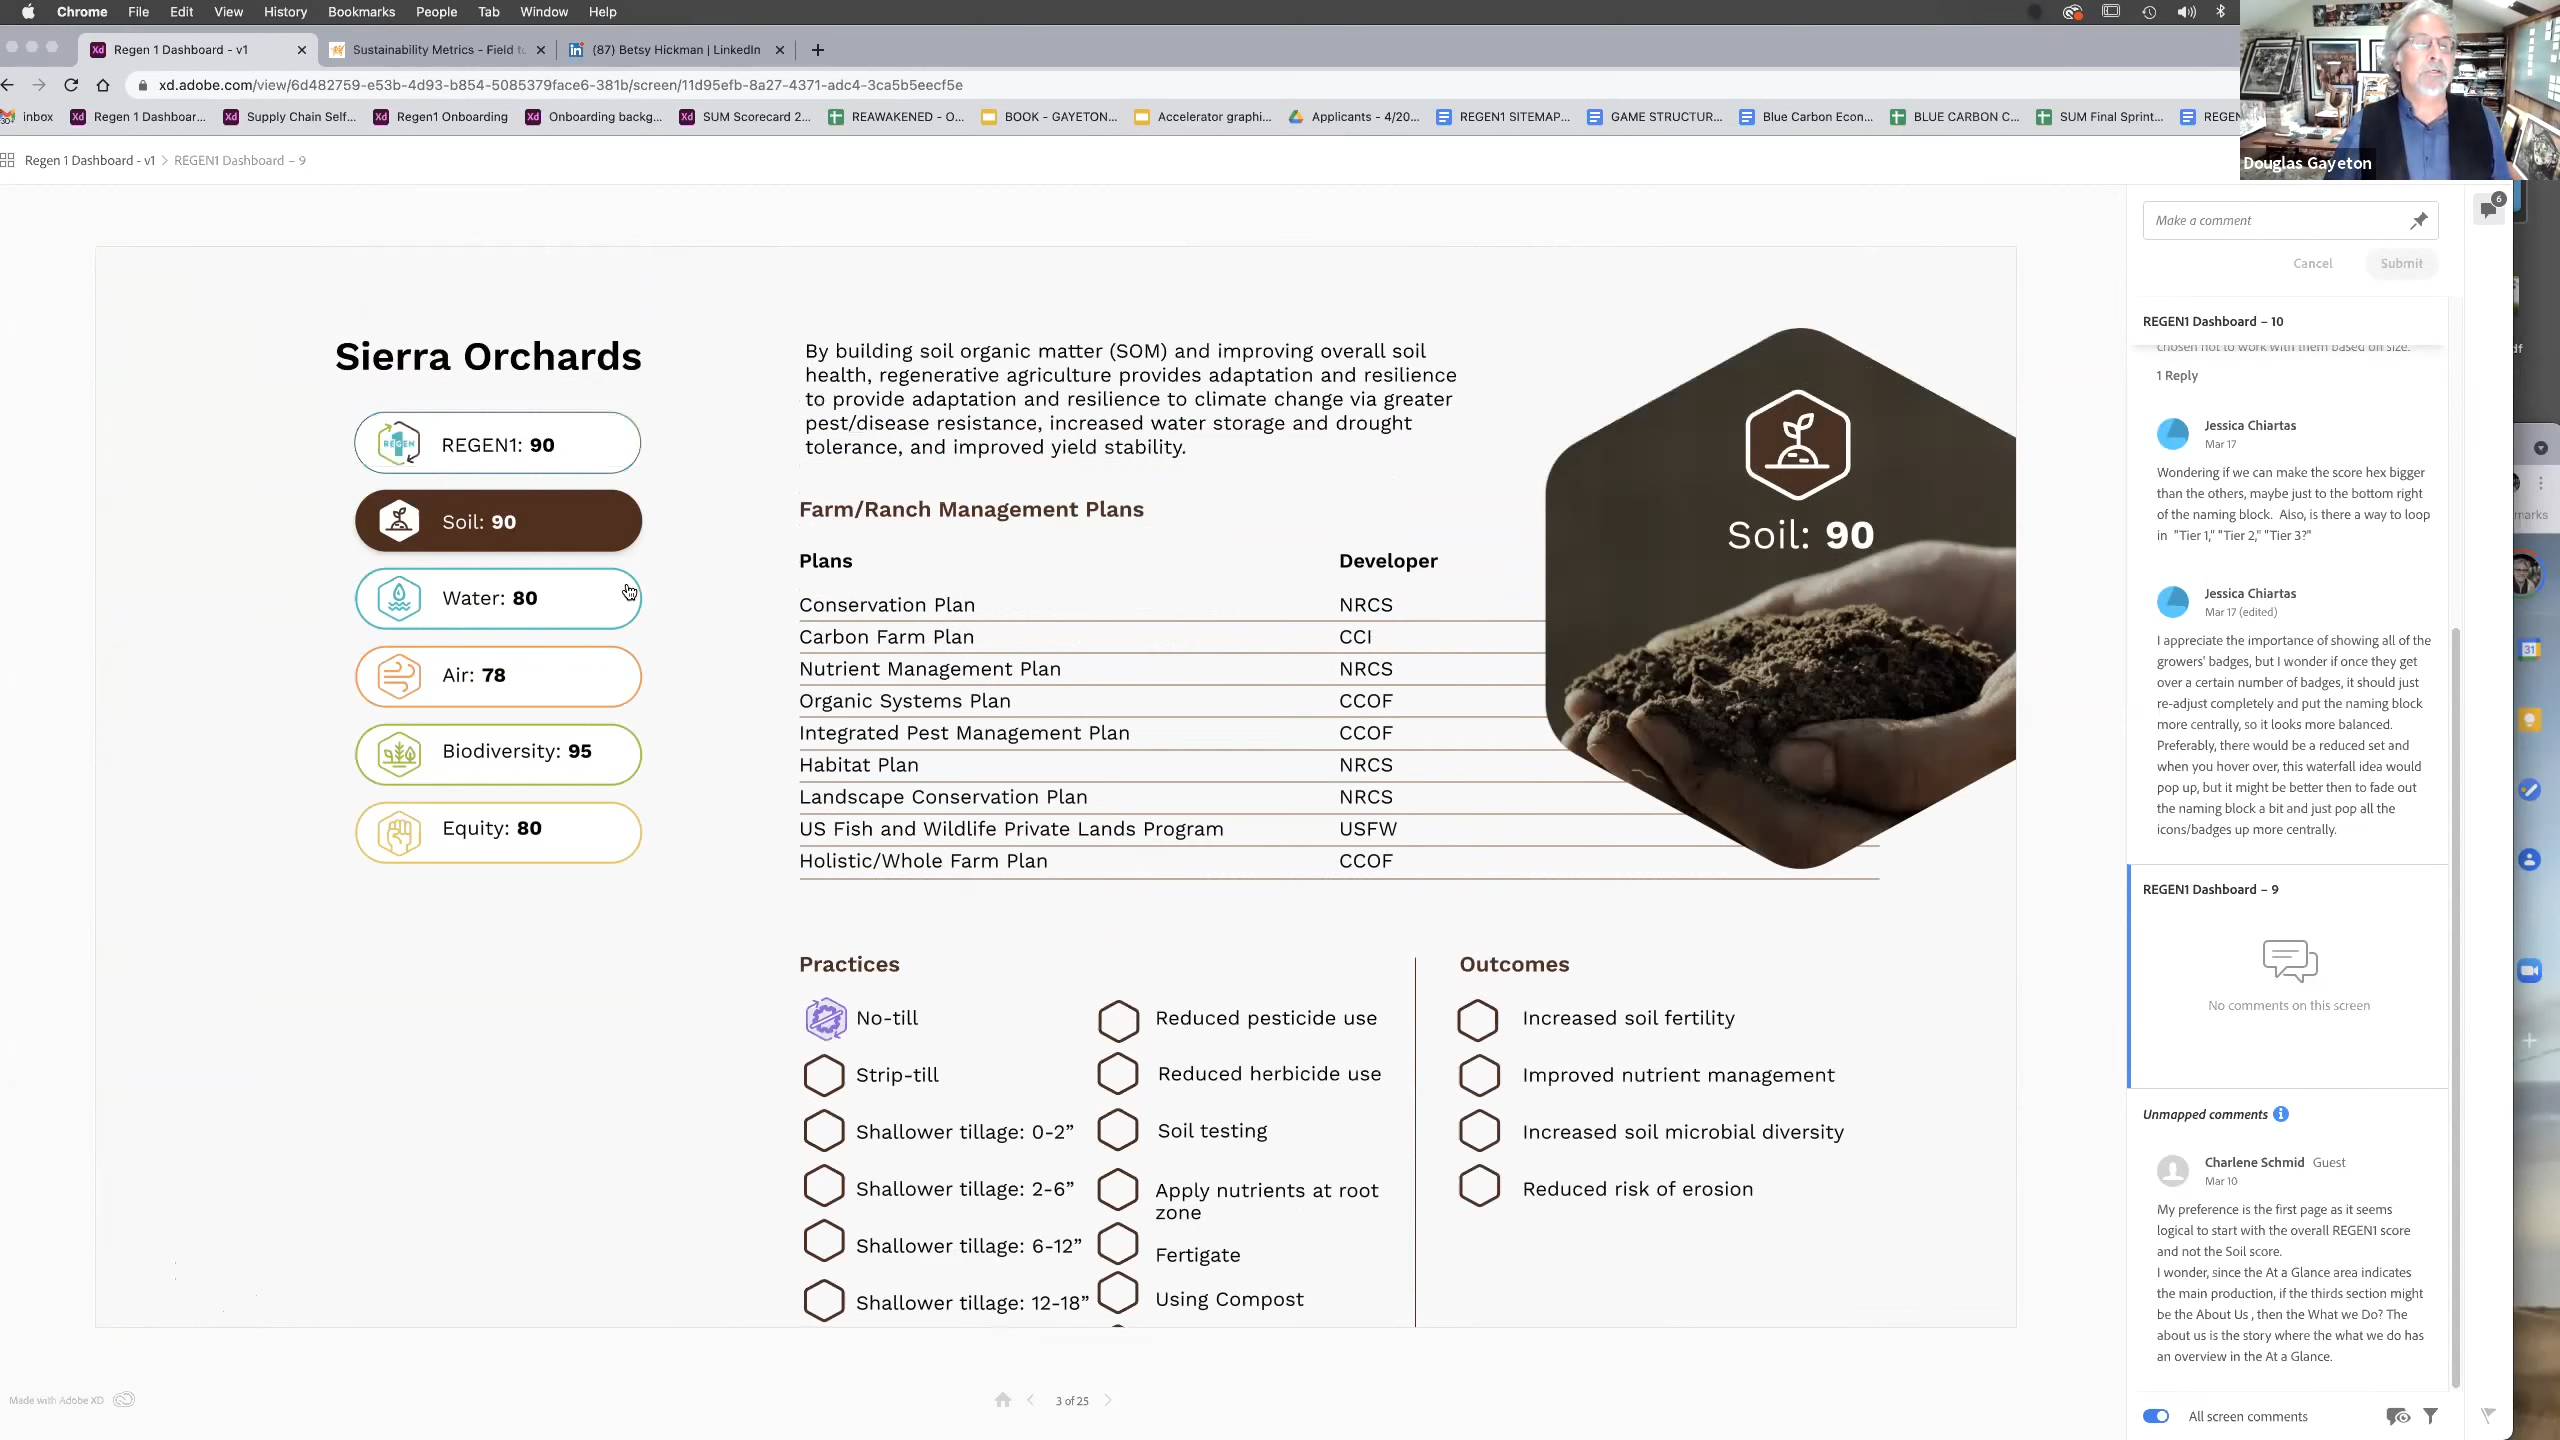 Chrome File Edit View History Bookmarks People Tab Window Help
Regen 1 Dashboard - v1
Sustainability Metrics - Field to
(87) Betsy Hickman | LinkedIn
xd.adobe.com/view/6d482759-e53b-4d93-b854-5085379face6-381b/screen/11d95efb-8a27-4371-adc4-3ca5b5eecf5e
inbox
Regen 1 Dashboar...
Supply Chain Self...
Regen1 Onboarding
Onboarding backg...
SUM Scorecard 2...
REAWAKENED - O...
BOOK - GAYETON...
Accelerator graphi...
Applicants - 4/20...
REGEN1 SITEMAP...
GAME STRUCTUR...
Blue Carbon Econ...
BLUE CARBON C...
SUM Final Sprint...
REGEN
Douglas Gayeton
Regen 1 Dashboard - v1 > REGEN1 Dashboard – 9
Sierra Orchards
REGEN1: 90
Soil: 90
Water: 80
Air: 78
Biodiversity: 95
Equity: 80
By building soil organic matter (SOM) and improving overall soil
health, regenerative agriculture provides adaptation and resilience
to provide adaptation and resilience to climate change via greater
pest/disease resistance, increased water storage and drought
tolerance, and improved yield stability.
Farm/Ranch Management Plans
Plans Developer
Conservation Plan NRCS
Carbon Farm Plan CCI
Nutrient Management Plan NRCS
Organic Systems Plan CCOF
Integrated Pest Management Plan CCOF
Habitat Plan NRCS
Landscape Conservation Plan NRCS
US Fish and Wildlife Private Lands Program USFW
Holistic/Whole Farm Plan CCOF
Soil: 90
Practices
No-till
Strip-till
Shallower tillage: 0-2”
Shallower tillage: 2-6”
Shallower tillage: 6-12”
Shallower tillage: 12-18”
Reduced pesticide use
Reduced herbicide use
Soil testing
Apply nutrients at root
zone
Fertigate
Using Compost
Outcomes
Increased soil fertility
Improved nutrient management
Increased soil microbial diversity
Reduced risk of erosion
Made with Adobe XD
3 of 25
6
Make a comment
Cancel Submit
REGEN1 Dashboard – 10
chosen not to work with them based on size.
1 Reply
Jessica Chiartas
Mar 17
Wondering if we can make the score hex bigger
than the others, maybe just to the bottom right
of the naming block. Also, is there a way to loop
in "Tier 1," "Tier 2," "Tier 3?"
Jessica Chiartas
Mar 17 (edited)
I appreciate the importance of showing all of the
growers' badges, but I wonder if once they get
over a certain number of badges, it should just
re-adjust completely and put the naming block
more centrally, so it looks more balanced.
Preferably, there would be a reduced set and
when you hover over, this waterfall idea would
pop up, but it might be better then to fade out
the naming block a bit and just pop all the
icons/badges up more centrally.
REGEN1 Dashboard – 9
No comments on this screen
Unmapped comments
Charlene Schmid Guest
Mar 10
My preference is the first page as it seems
logical to start with the overall REGEN1 score
and not the Soil score.
I wonder, since the At a Glance area indicates
the main production, if the thirds section might
be the About Us , then the What we Do? The
about us is the story where the what we do has
an overview in the At a Glance.
All screen comments
df
marks
31